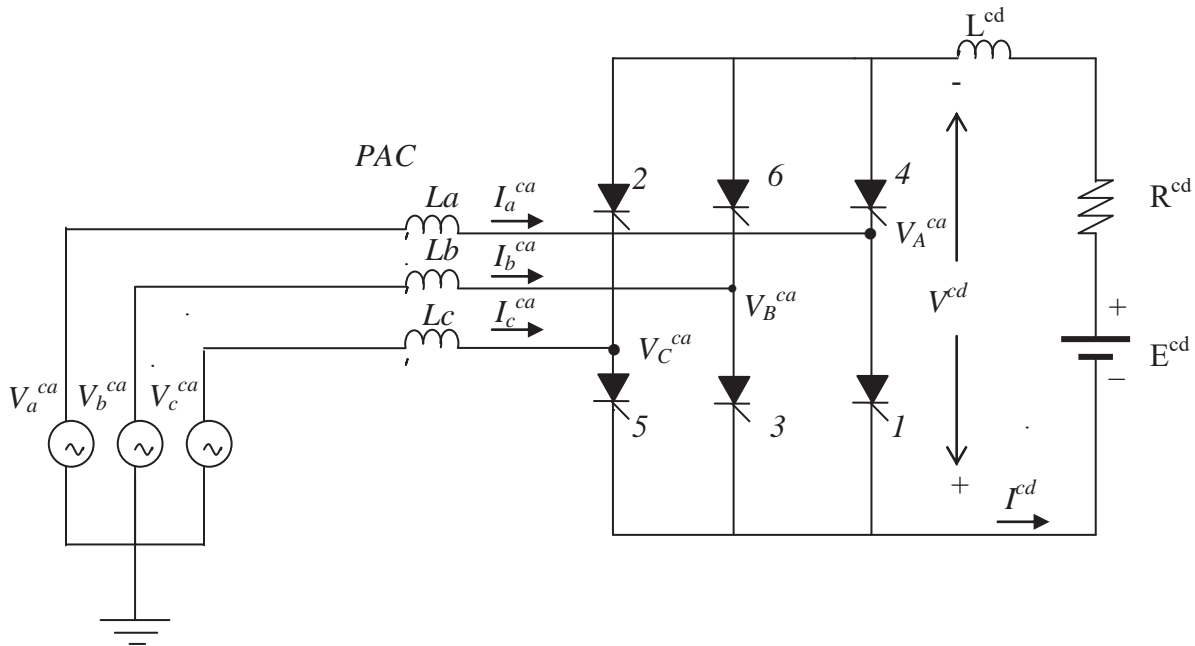 L^cd
-
PAC
2
6
4
La
I_a^ca
R^cd
V_A^ca
Lb
I_b^ca
V^cd
V_B^ca
+
Lc
I_c^ca
V_C^ca
E^cd
V_a^ca
V_b^ca
V_c^ca
–
5
3
1
+
I^cd